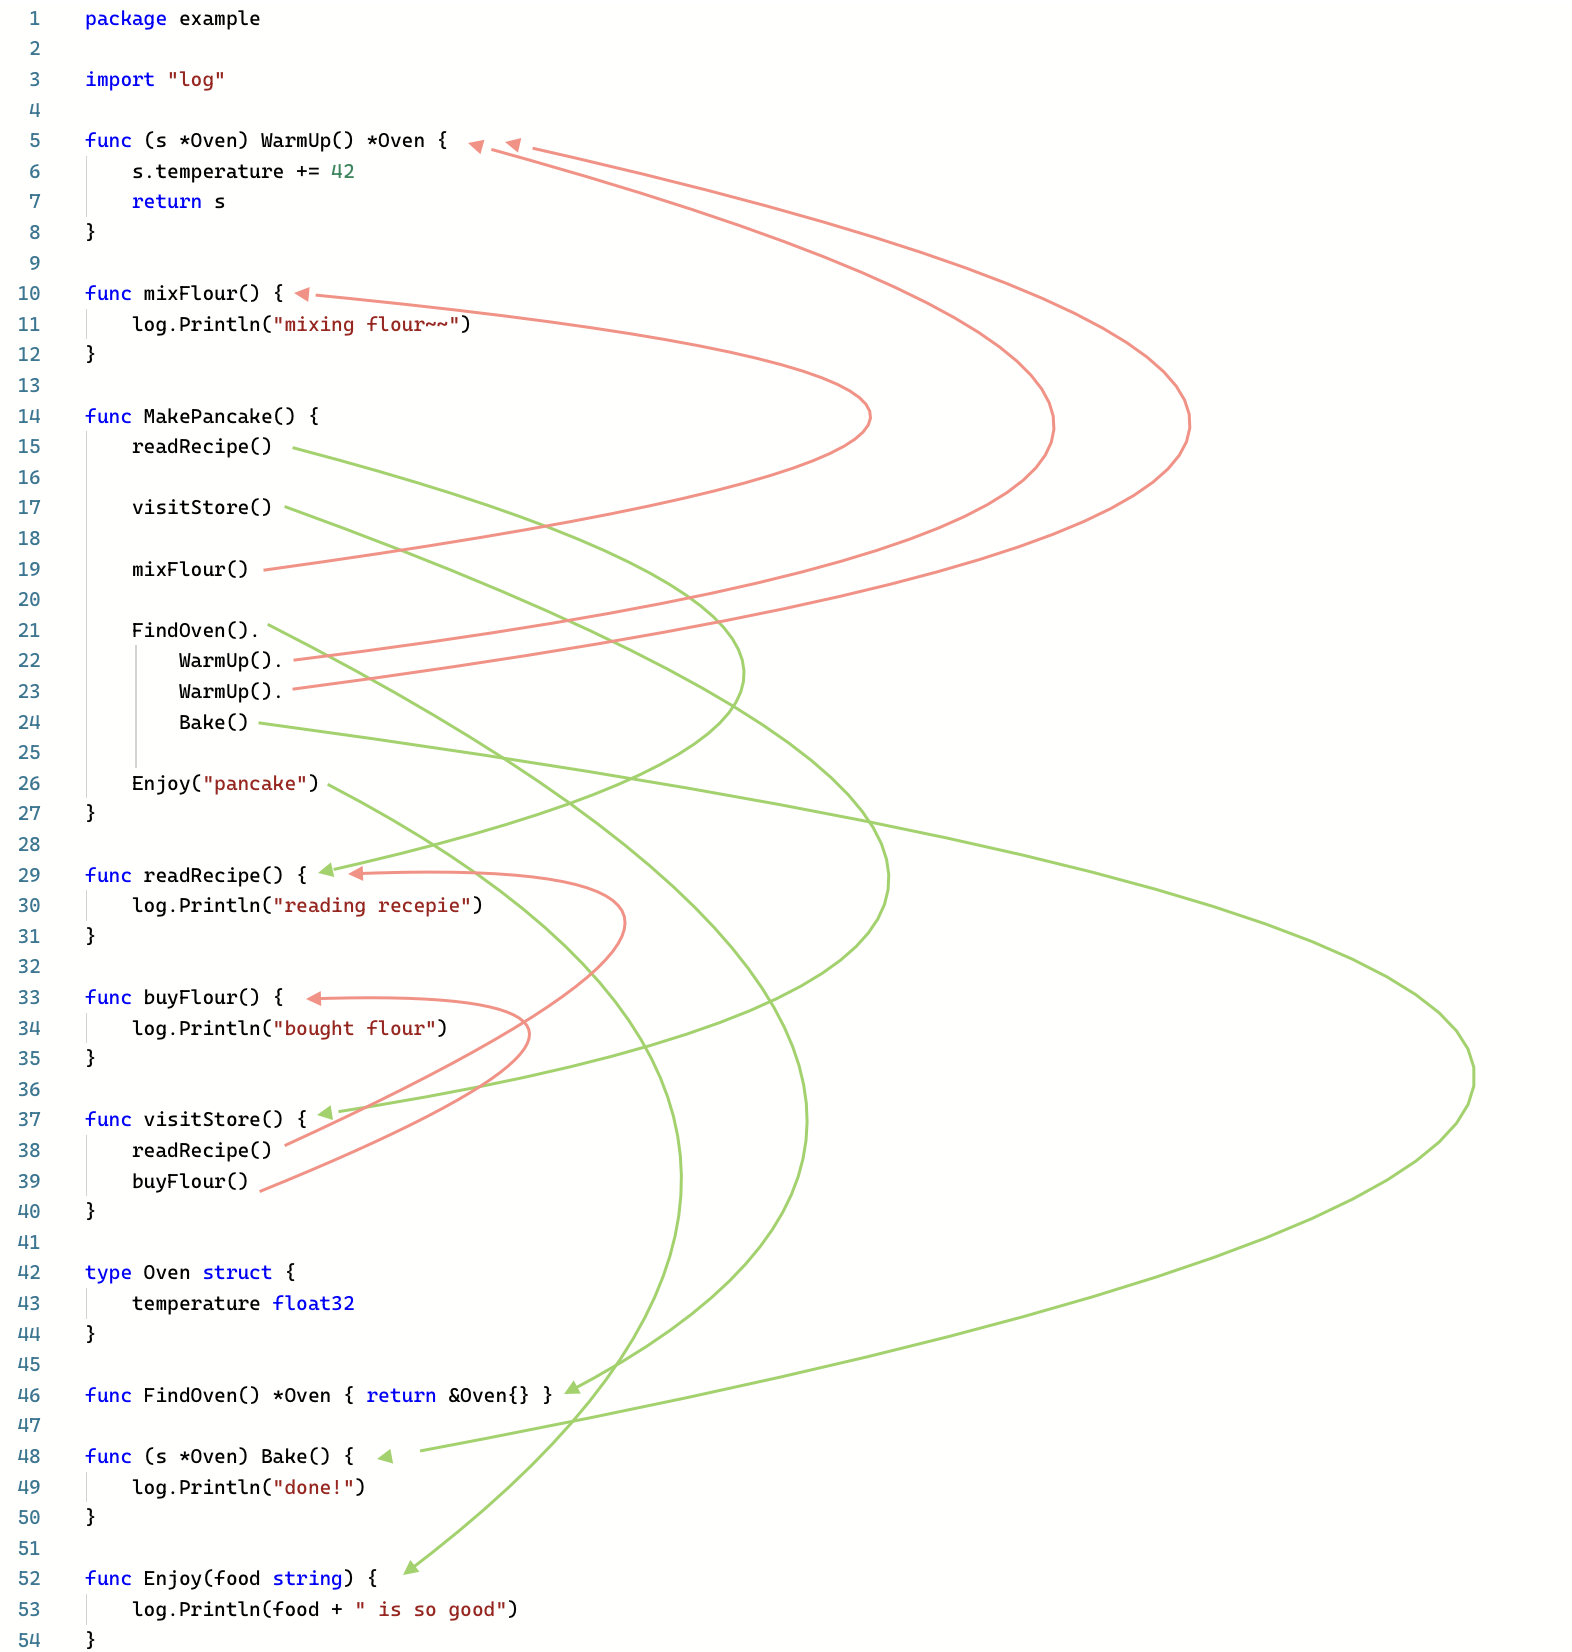 1 package example
2
3 import "log"
4
5 func (s *Oven) WarmUp() *Oven {
6 s.temperature += 42
7 return s
8 }
9
10 func mixFlour() {
11 log.Println("mixing flour~~")
12 }
13
14 func MakePancake() {
15 readRecipe()
16
17 visitStore()
18
19 mixFlour()
20
21 FindOven().
22 WarmUp().
23 WarmUp().
24 Bake()
25
26 Enjoy("pancake")
27 }
28
29 func readRecipe() {
30 log.Println("reading recepie")
31 }
32
33 func buyFlour() {
34 log.Println("bought flour")
35 }
36
37 func visitStore() {
38 readRecipe()
39 buyFlour()
40 }
41
42 type Oven struct {
43 temperature float32
44 }
45
46 func FindOven() *Oven { return &Oven{} }
47
48 func (s *Oven) Bake() {
49 log.Println("done!")
50 }
51
52 func Enjoy(food string) {
53 log.Println(food + " is so good")
54 }